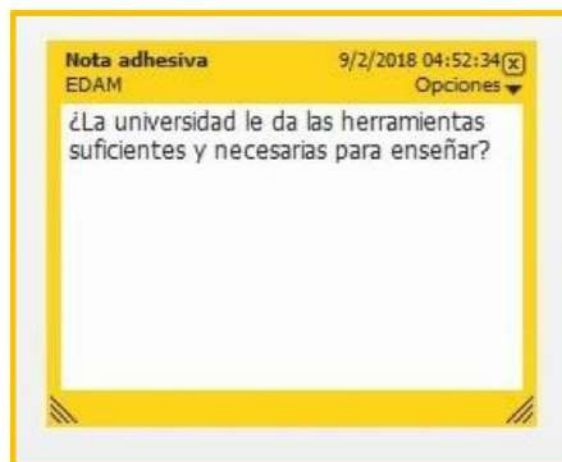 Nota adhesiva 9/2/2018 04:52:34
EDAM Opciones
¿La universidad le da las herramientas
suficientes y necesarias para enseñar?